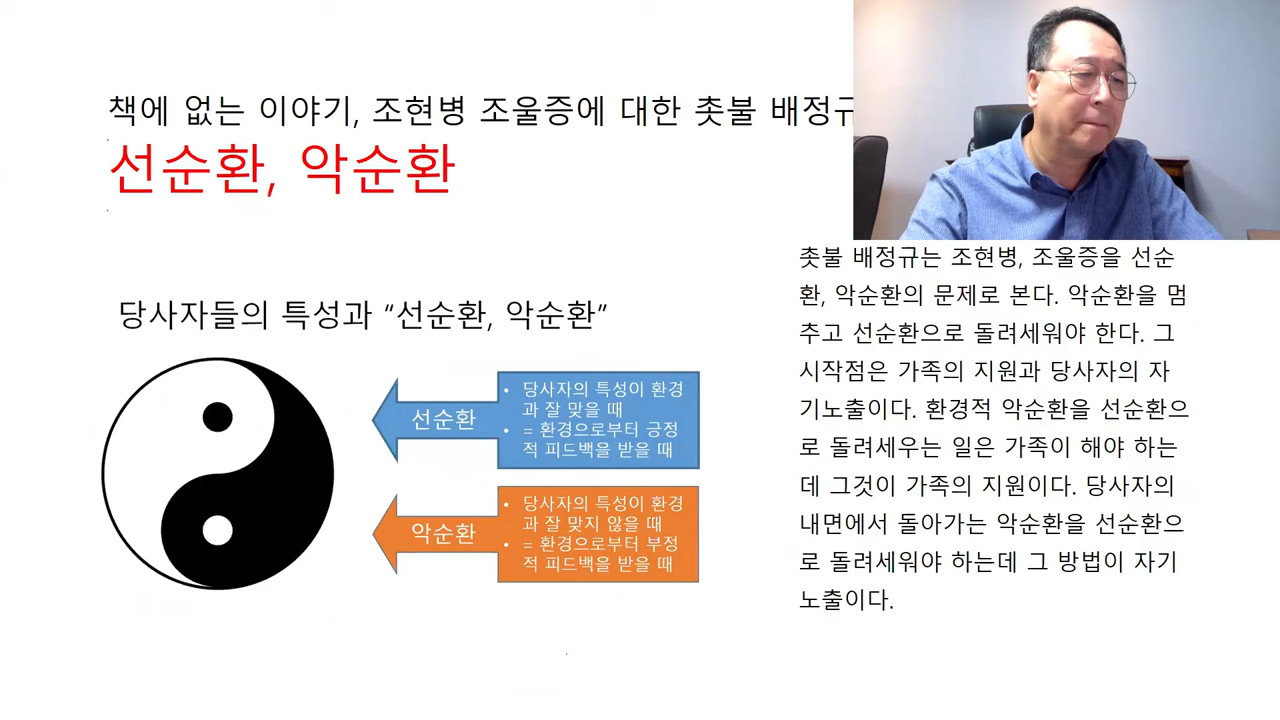 책에 없는 이야기, 조현병 조울증에 대한 촛불 배정규
선순환, 악순환
당사자들의 특성과 “선순환, 악순환”
선순환
• 당사자의 특성이 환경
과 잘 맞을 때
• = 환경으로부터 긍정
적 피드백을 받을 때
악순환
• 당사자의 특성이 환경
과 잘 맞지 않을 때
• = 환경으로부터 부정
적 피드백을 받을 때
촛불 배정규는 조현병, 조울증을 선순
환, 악순환의 문제로 본다. 악순환을 멈
추고 선순환으로 돌려세워야 한다. 그
시작점은 가족의 지원과 당사자의 자
기노출이다. 환경적 악순환을 선순환으
로 돌려세우는 일은 가족이 해야 하는
데 그것이 가족의 지원이다. 당사자의
내면에서 돌아가는 악순환을 선순환으
로 돌려세워야 하는데 그 방법이 자기
노출이다.